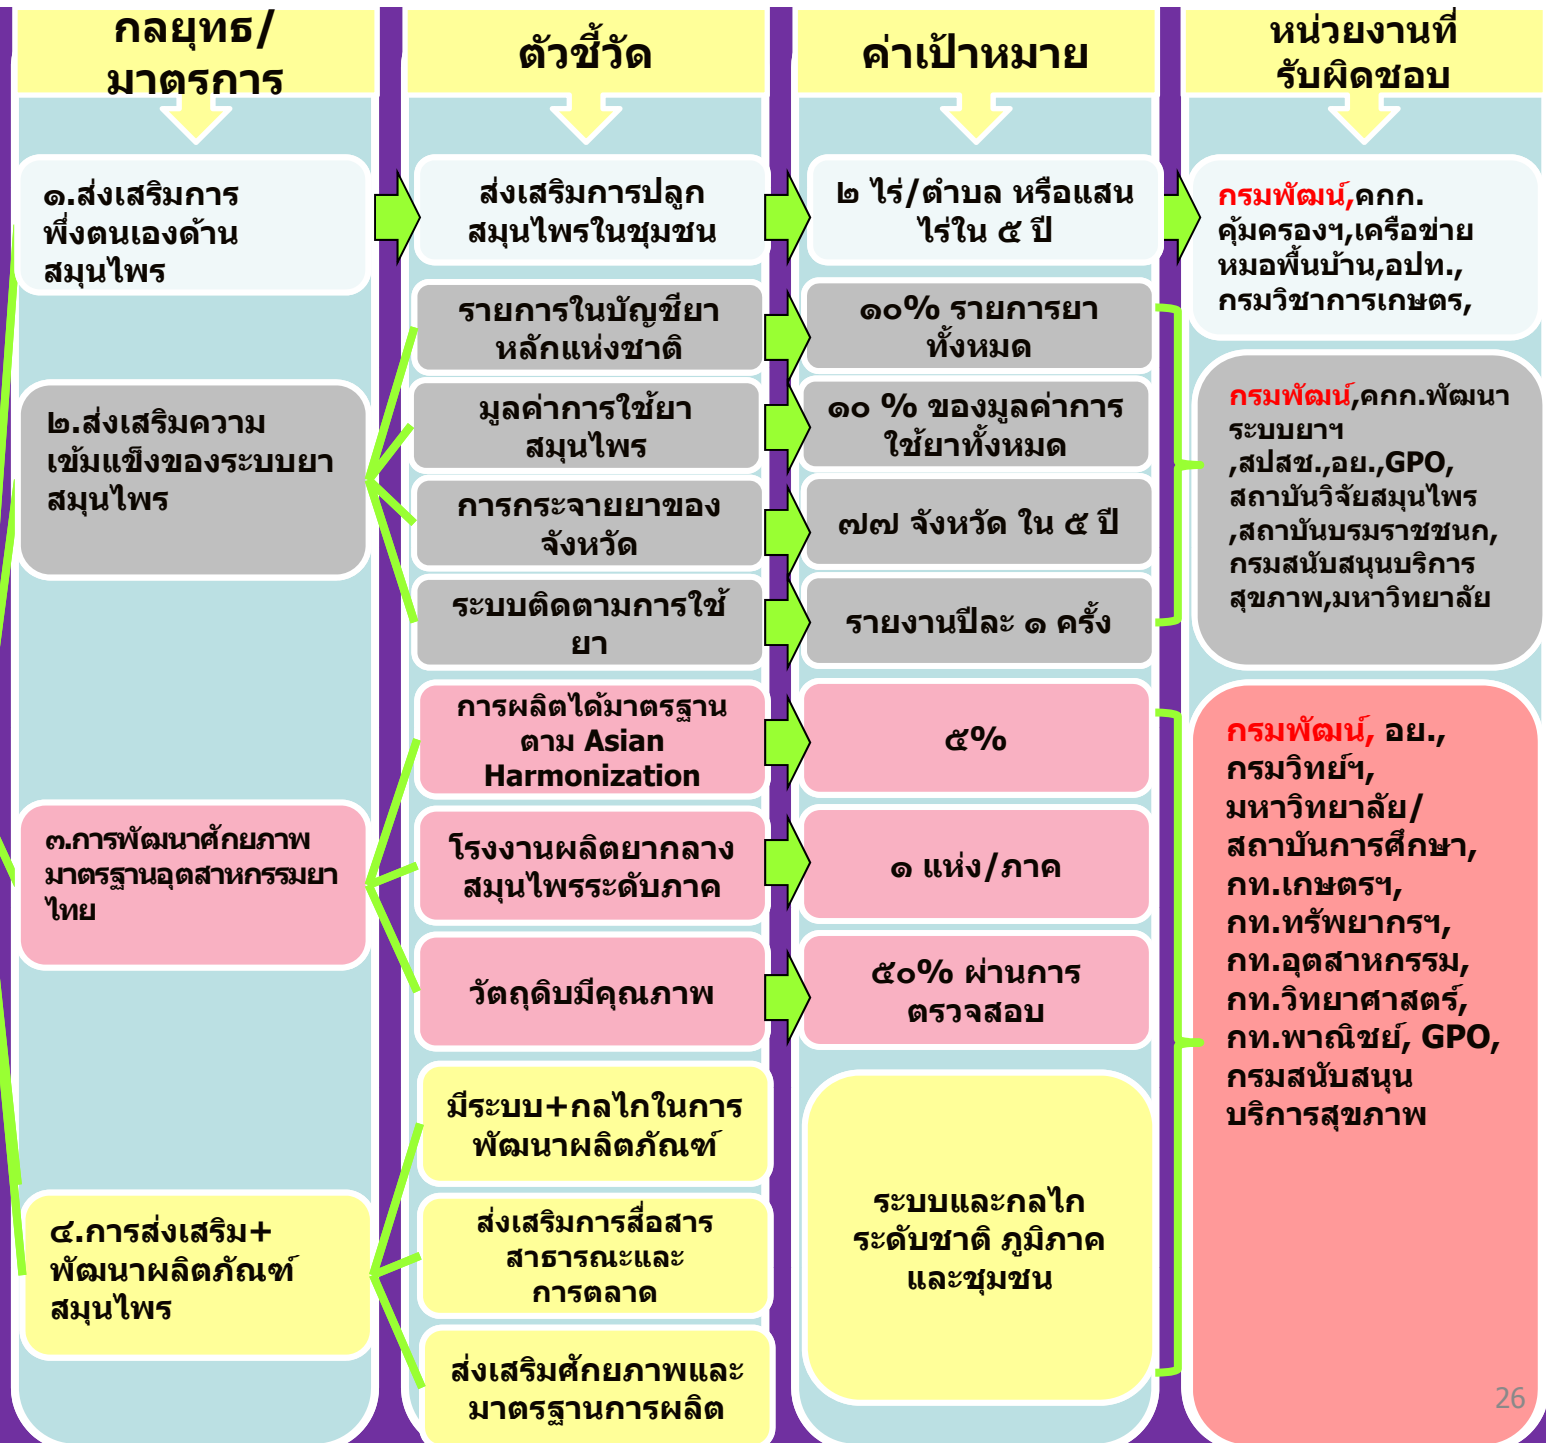 กลยุทธ/
มาตรการ
ตัวชี้วัด
ค่าเป้าหมาย
หน่วยงานที่
รับผิดชอบ
๑.ส่งเสริมการ
พึ่งตนเองด้าน
สมุนไพร
ส่งเสริมการปลูก
สมุนไพรในชุมชน
๒ ไร่/ตำบล หรือแสน
ไร่ใน ๕ ปี
กรมพัฒน์,คกก.
คุ้มครองฯ,เครือข่าย
หมอพื้นบ้าน,อปท.,
กรมวิชาการเกษตร,
๒.ส่งเสริมความ
เข้มแข็งของระบบยา
สมุนไพร
รายการในบัญชียา
หลักแห่งชาติ
๑๐% รายการยา
ทั้งหมด
มูลค่าการใช้ยา
สมุนไพร
๑๐ % ของมูลค่าการ
ใช้ยาทั้งหมด
การกระจายยาของ
จังหวัด
๗๗ จังหวัด ใน ๕ ปี
ระบบติดตามการใช้
ยา
รายงานปีละ ๑ ครั้ง
กรมพัฒน์,คกก.พัฒนา
ระบบยาฯ
,สปสช.,อย.,GPO,
สถาบันวิจัยสมุนไพร
,สถาบันบรมราชชนก,
กรมสนับสนุนบริการ
สุขภาพ,มหาวิทยาลัย
๓.การพัฒนาศักยภาพ
มาตรฐานอุตสาหกรรมยา
ไทย
การผลิตได้มาตรฐาน
ตาม Asian
Harmonization
๕%
โรงงานผลิตยากลาง
สมุนไพรระดับภาค
๑ แห่ง/ภาค
วัตถุดิบมีคุณภาพ
๕๐% ผ่านการ
ตรวจสอบ
๔.การส่งเสริม+
พัฒนาผลิตภัณฑ์
สมุนไพร
มีระบบ+กลไกในการ
พัฒนาผลิตภัณฑ์
ส่งเสริมการสื่อสาร
สาธารณะและ
การตลาด
ส่งเสริมศักยภาพและ
มาตรฐานการผลิต
ระบบและกลไก
ระดับชาติ ภูมิภาค
และชุมชน
กรมพัฒน์, อย.,
กรมวิทย์ฯ,
มหาวิทยาลัย/
สถาบันการศึกษา,
กท.เกษตรฯ,
กท.ทรัพยากรฯ,
กท.อุตสาหกรรม,
กท.วิทยาศาสตร์,
กท.พาณิชย์, GPO,
กรมสนับสนุน
บริการสุขภาพ
26